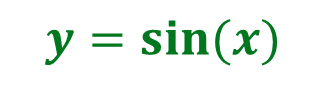 y = sin(x)